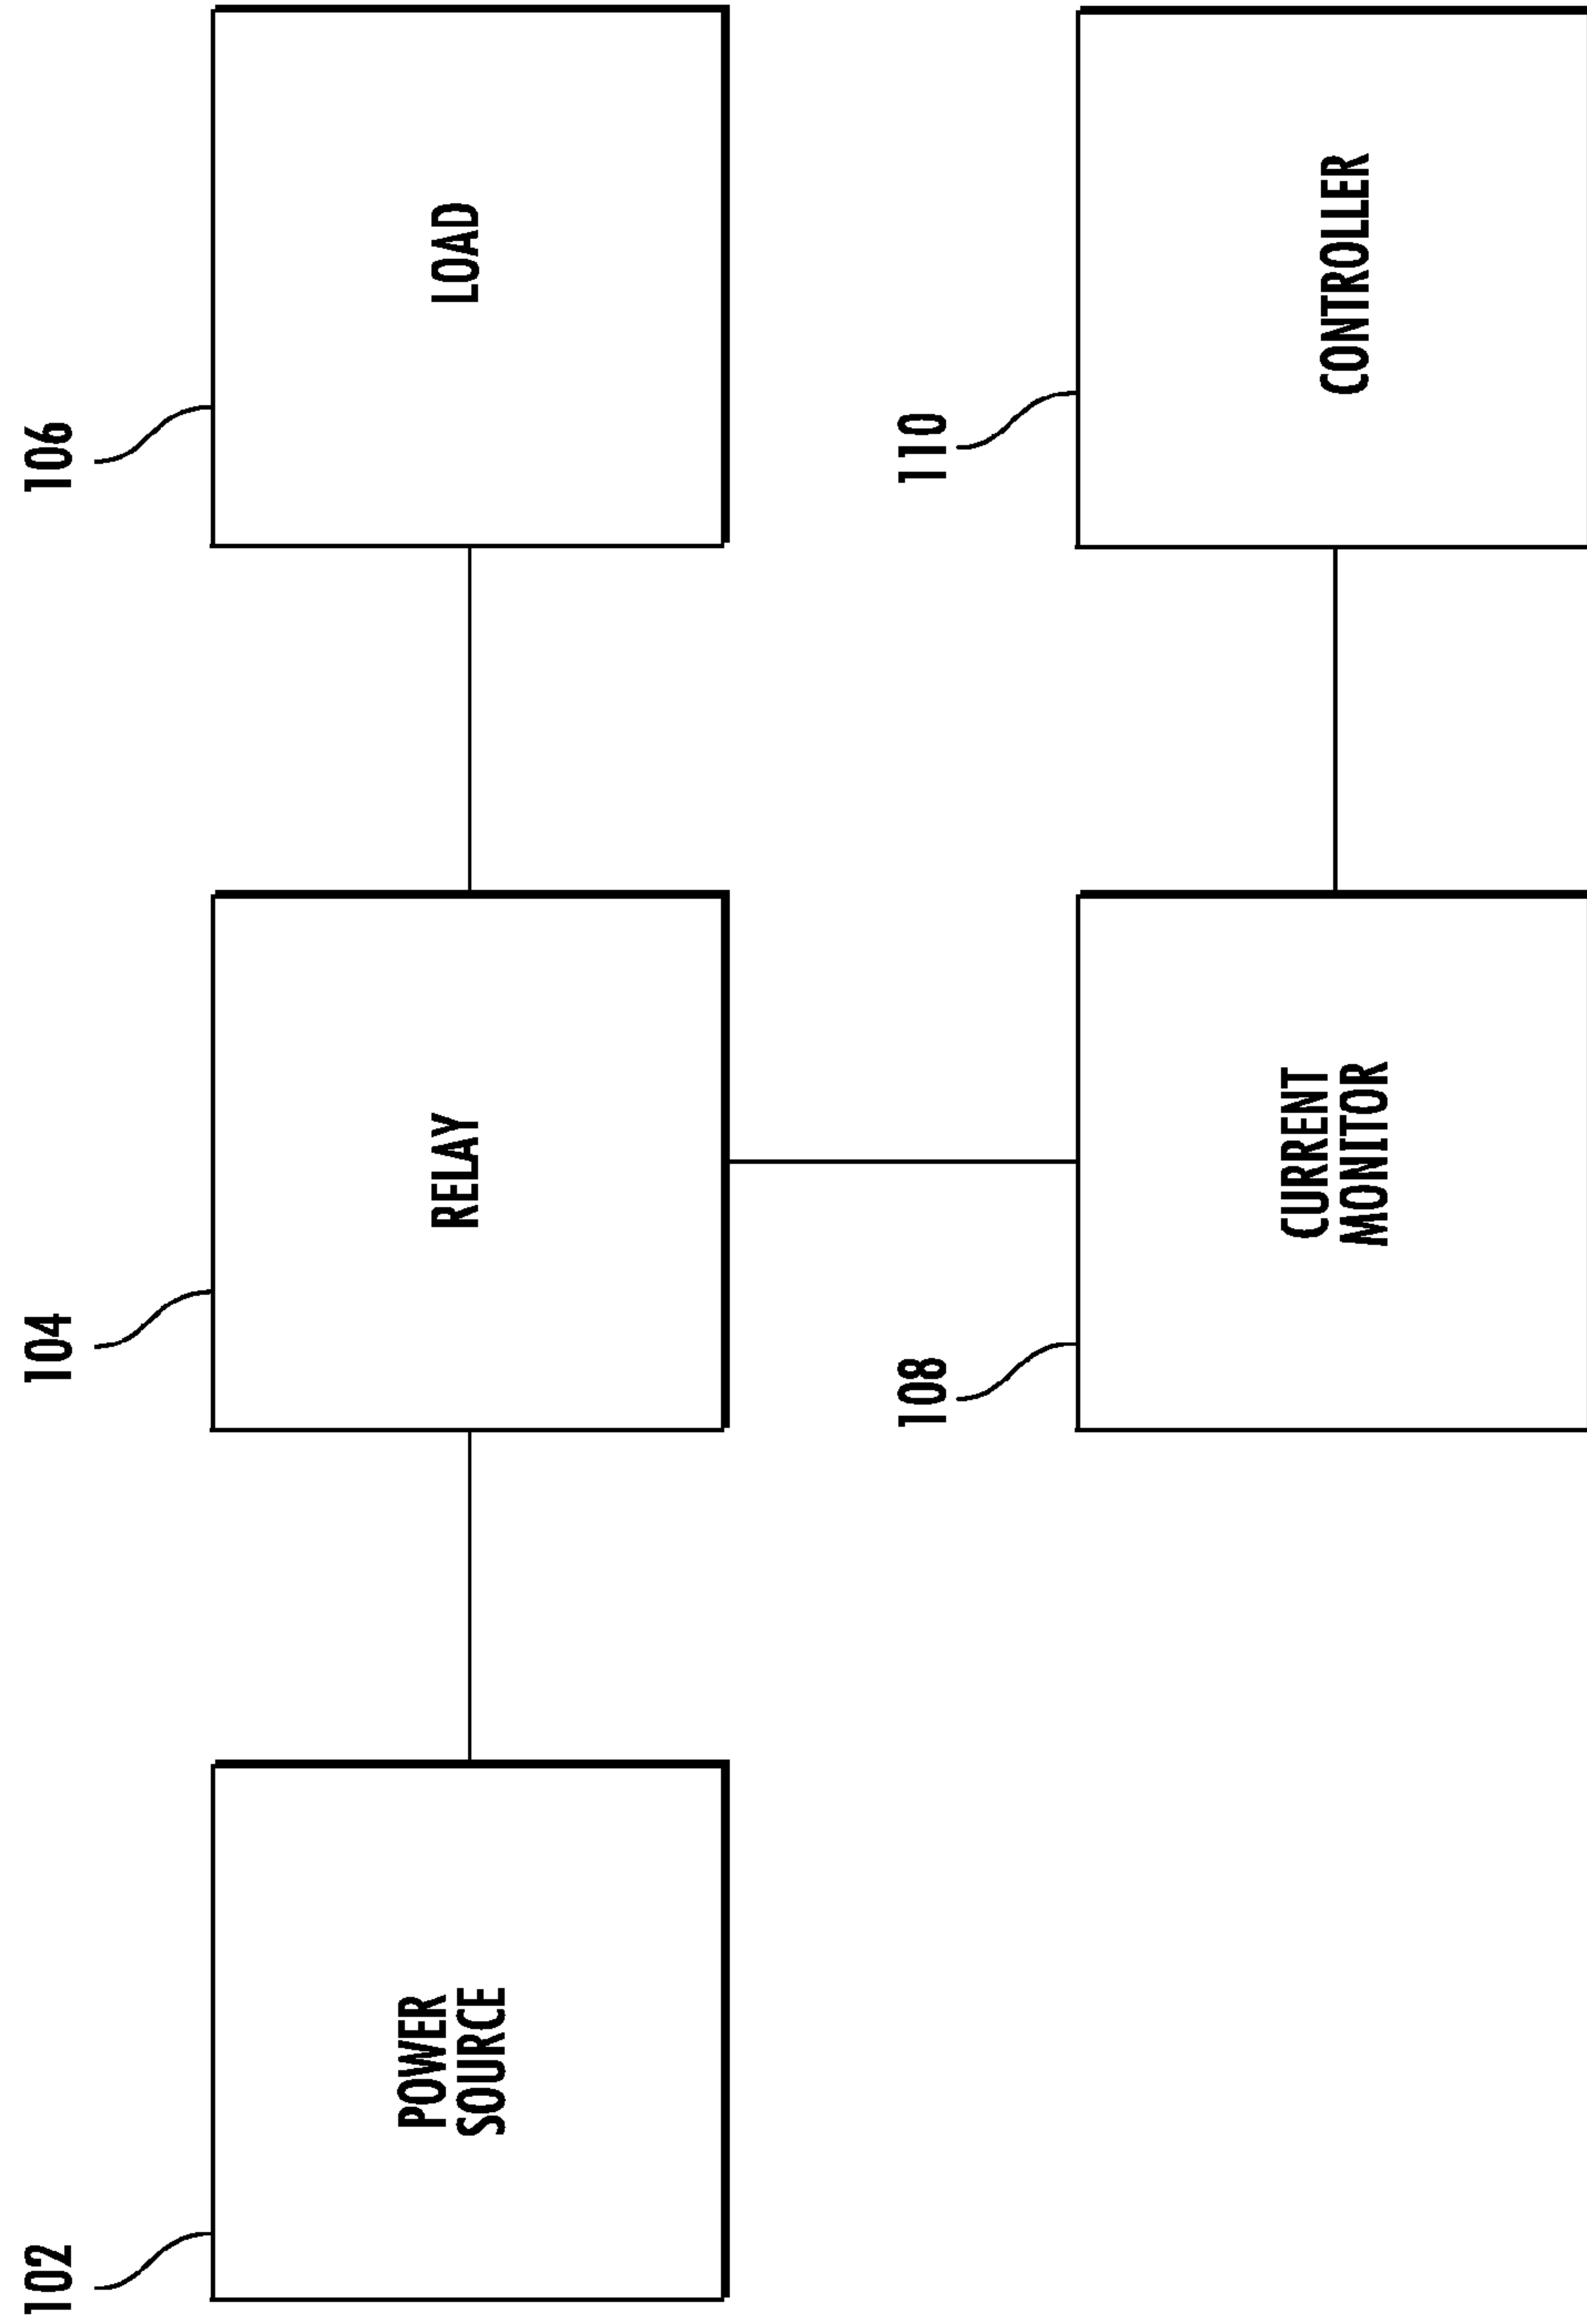 102
POWER
SOURCE
104
RELAY
106
LOAD
108
CURRENT
MONITOR
110
CONTROLLER